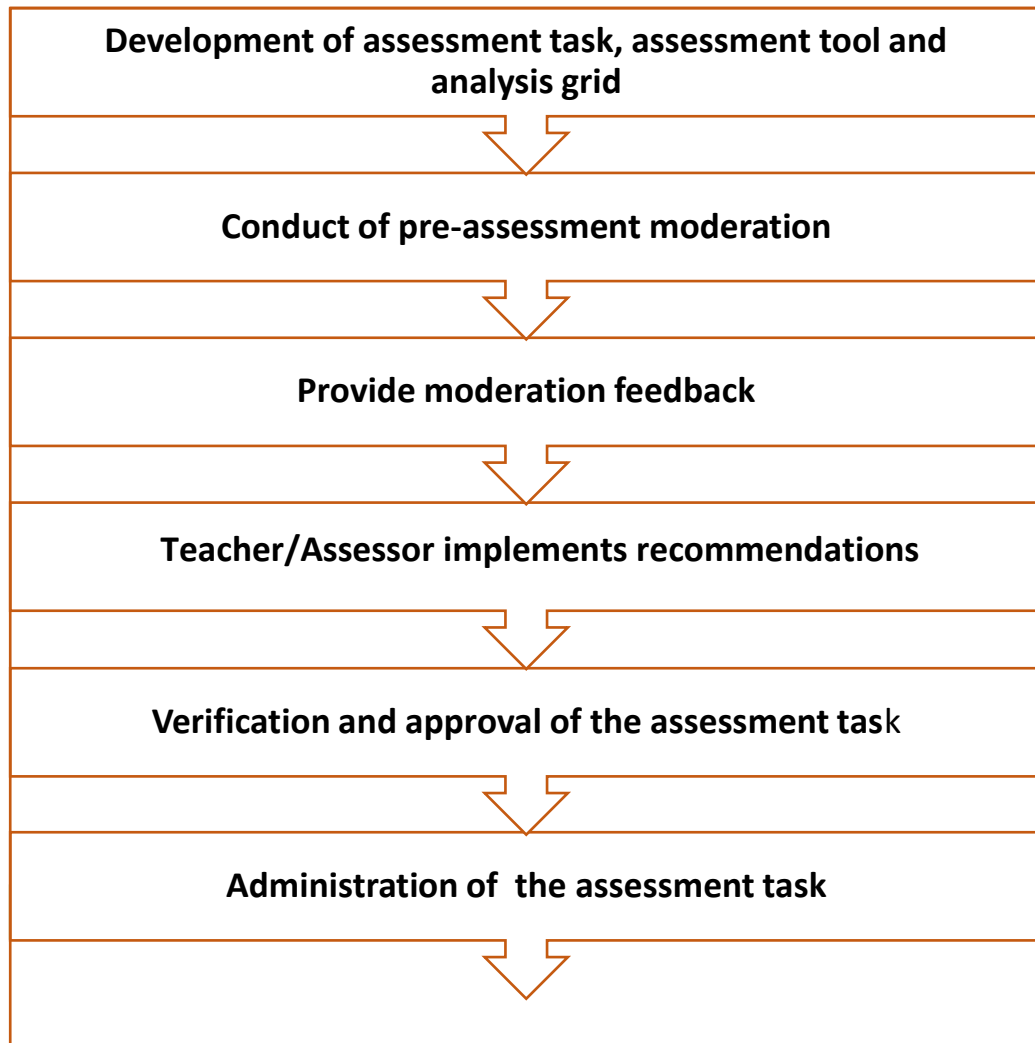 Development of assessment task, assessment tool and
analysis grid
Conduct of pre-assessment moderation
Provide moderation feedback
Teacher/Assessor implements recommendations
Verification and approval of the assessment task
Administration of  the assessment task